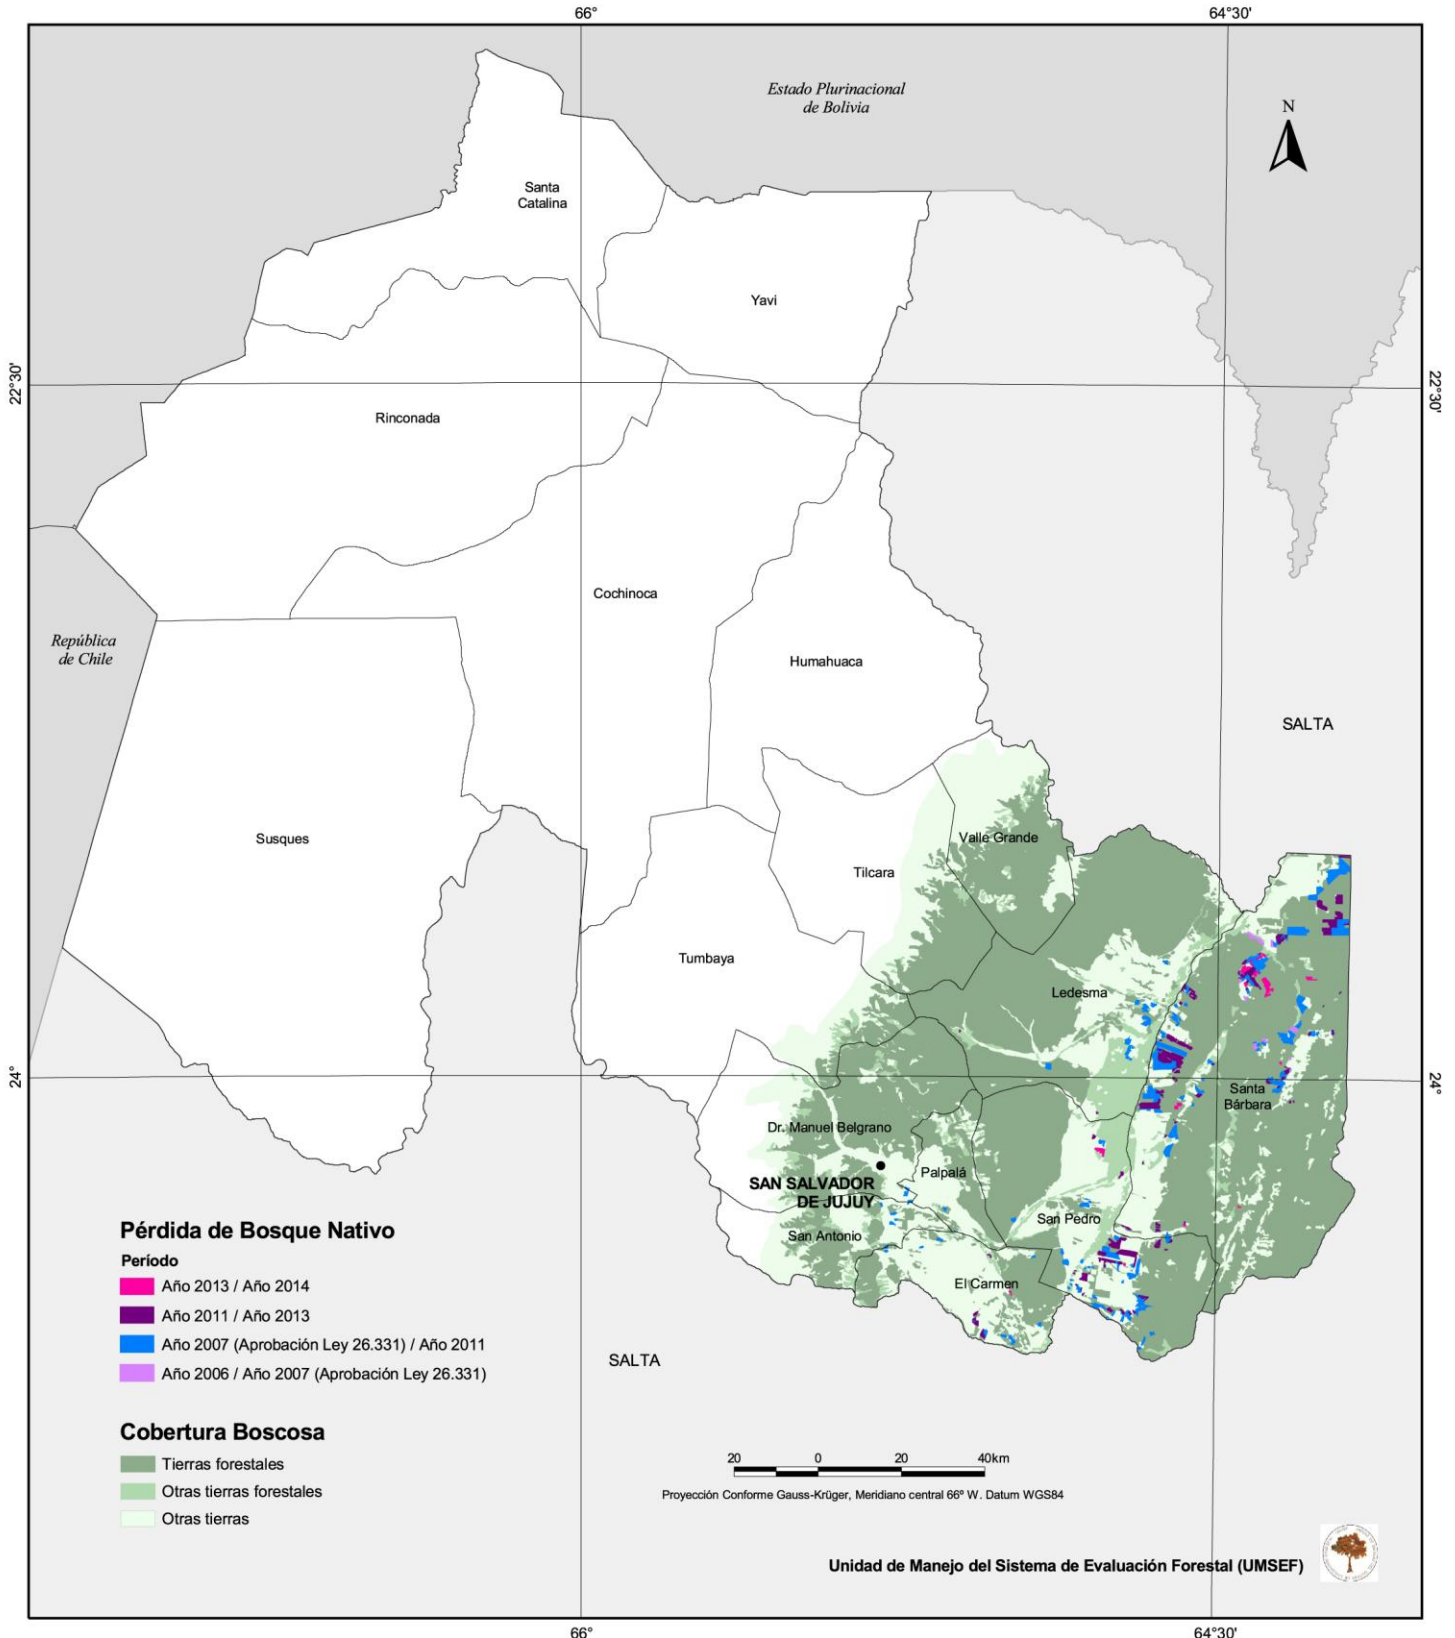 66°
64°30'
Estado Plurinacional
de Bolivia
N
Santa
Catalina
Yavi
22°30'
22°30'
Rinconada
Cochinoca
República
de Chile
Humahuaca
SALTA
Susques
Valle Grande
Tilcara
Tumbaya
Ledesma
24°
24°
Santa
Bárbara
Dr. Manuel Belgrano
Palpalá
SAN SALVADOR
DE JUJUY
San Pedro
San Antonio
El Carmen
Pérdida de Bosque Nativo
Período
Año 2013 / Año 2014
Año 2011 / Año 2013
Año 2007 (Aprobación Ley 26.331) / Año 2011
Año 2006 / Año 2007 (Aprobación Ley 26.331)
SALTA
Cobertura Boscosa
Tierras forestales
Otras tierras forestales
Otras tierras
20 0 20 40km
Proyección Conforme Gauss-Krüger, Meridiano central 66º W. Datum WGS84
Unidad de Manejo del Sistema de Evaluación Forestal (UMSEF)
66°
64°30'